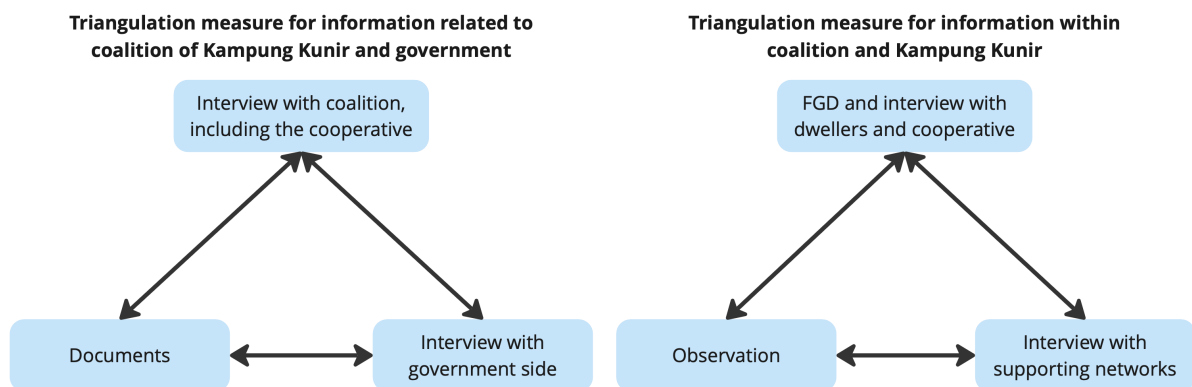 Triangulation measure for information related to
coalition of Kampung Kunir and government
Interview with coalition,
including the cooperative
Documents
Interview with
government side
Triangulation measure for information within
coalition and Kampung Kunir
FGD and interview with
dwellers and cooperative
Observation
Interview with
supporting networks